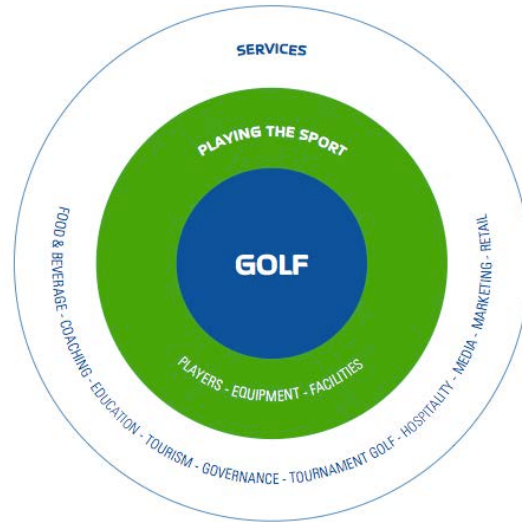 SERVICES
PLAYING THE SPORT
GOLF
PLAYERS - EQUIPMENT - FACILITIES
FOOD & BEVERAGE - COACHING - EDUCATION - TOURISM - GOVERNANCE - TOURNAMENT GOLF - HOSPITALITY - MEDIA - MARKETING - RETAIL